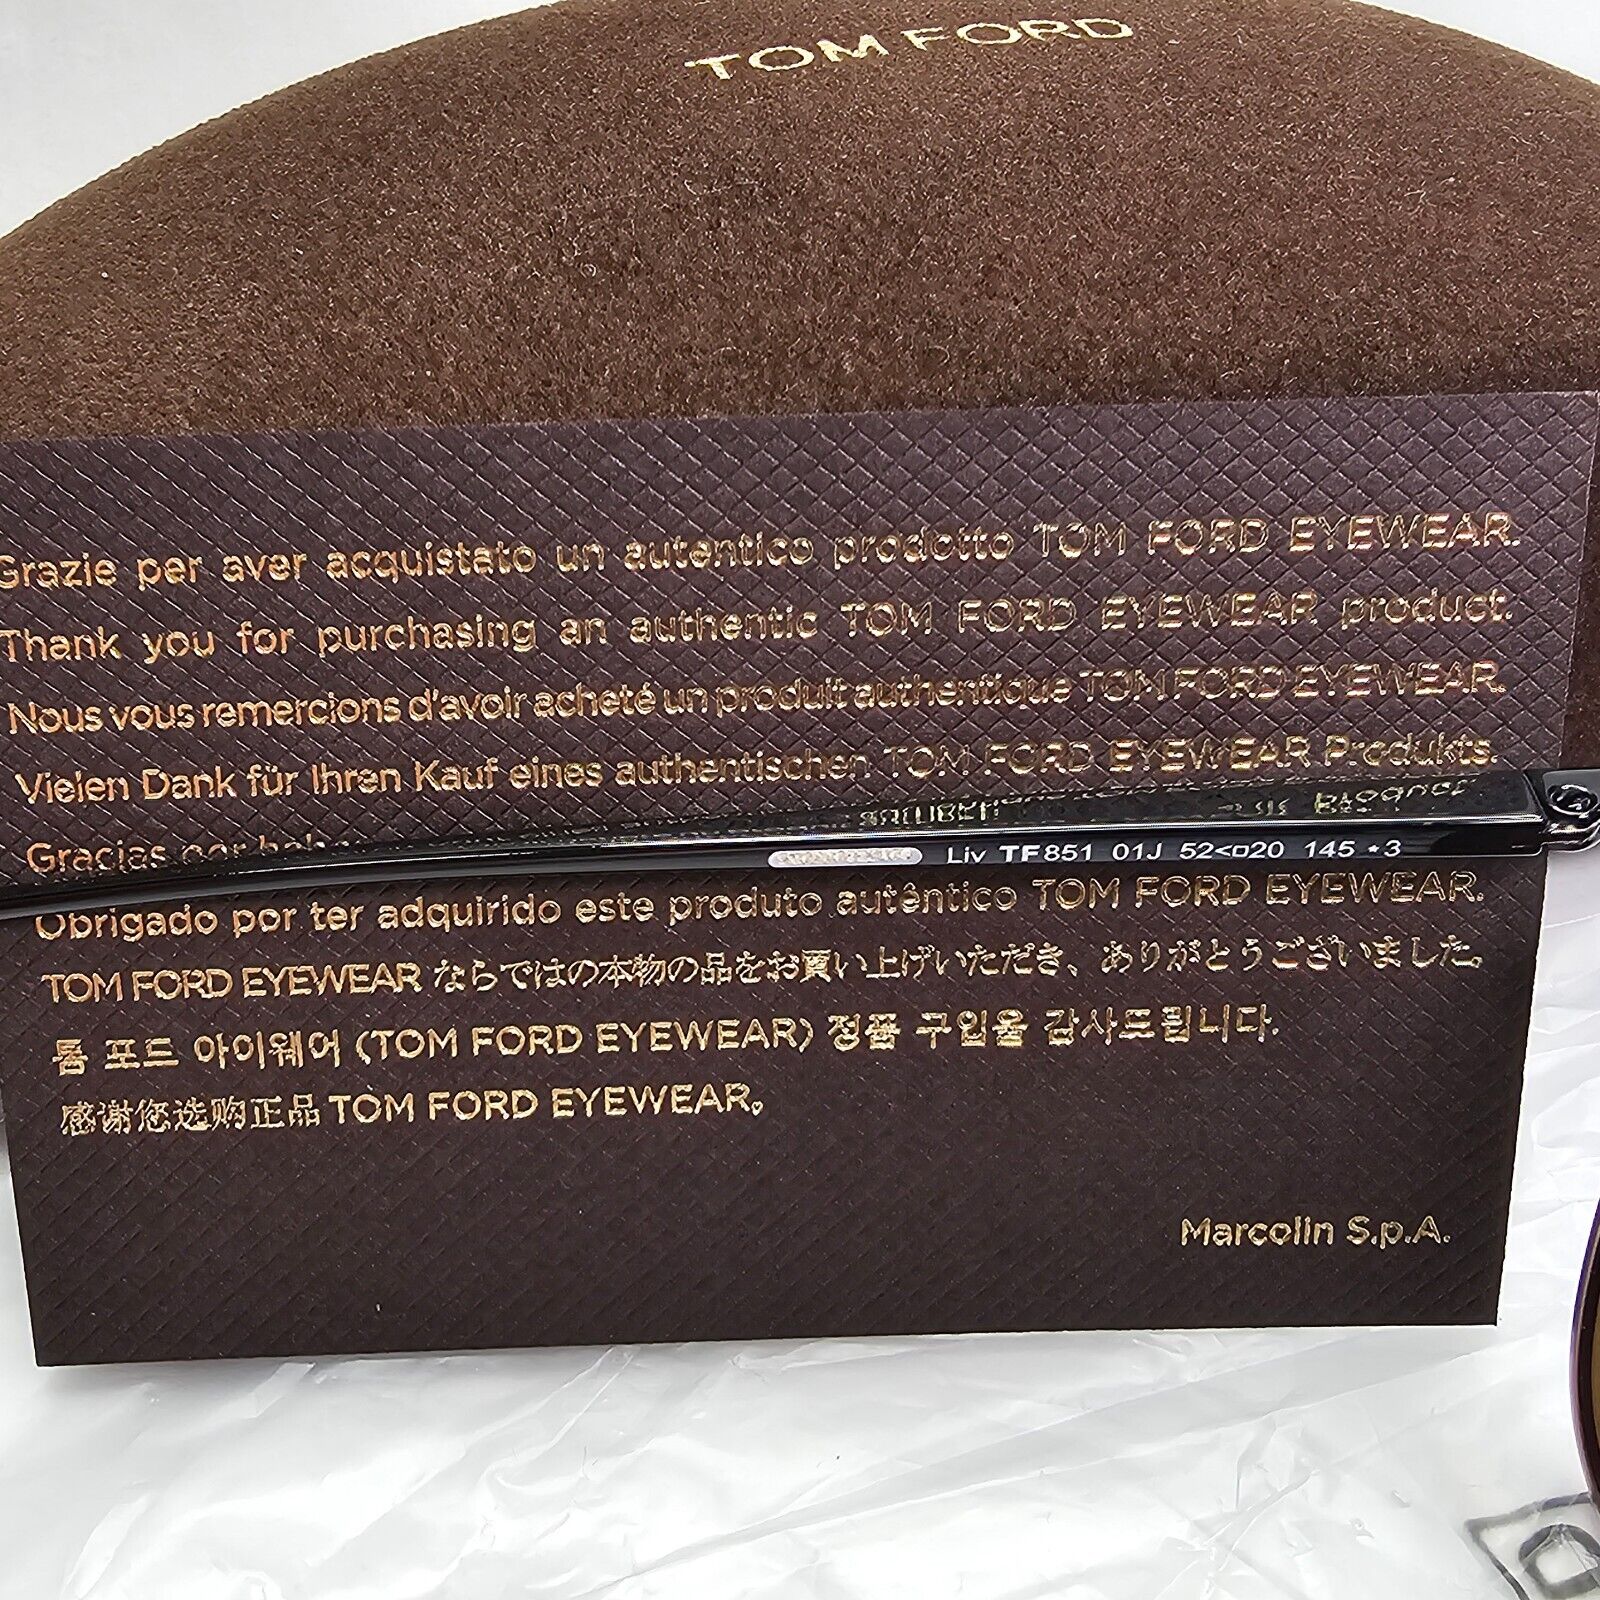 TOM FORD
Grazie per aver acquistato un autentico prodotto TOM FORD EYEWEAR.
Thank you for purchasing an authentic TOM FORD EYEWEAR product.
Nous vous remercions d'avoir acheté un produit authentique TOM FORD EYEWEAR.
Vielen Dank für Ihren Kauf eines authentischen TOM FORD EYEWEAR Produkts.
Gracias por
Liv TF851 01J 52<□20 145 *3
Obrigado por ter adquirido este produto autêntico TOM FORD EYEWEAR.
TOM FORD EYEWEAR ならではの本物の品をお買い上げいただき、ありがとうございました。
톰 포드 아이웨어 (TOM FORD EYEWEAR) 정품 구입을 감사드립니다.
感谢您选购正品 TOM FORD EYEWEAR。
Marcolin S.p.A.